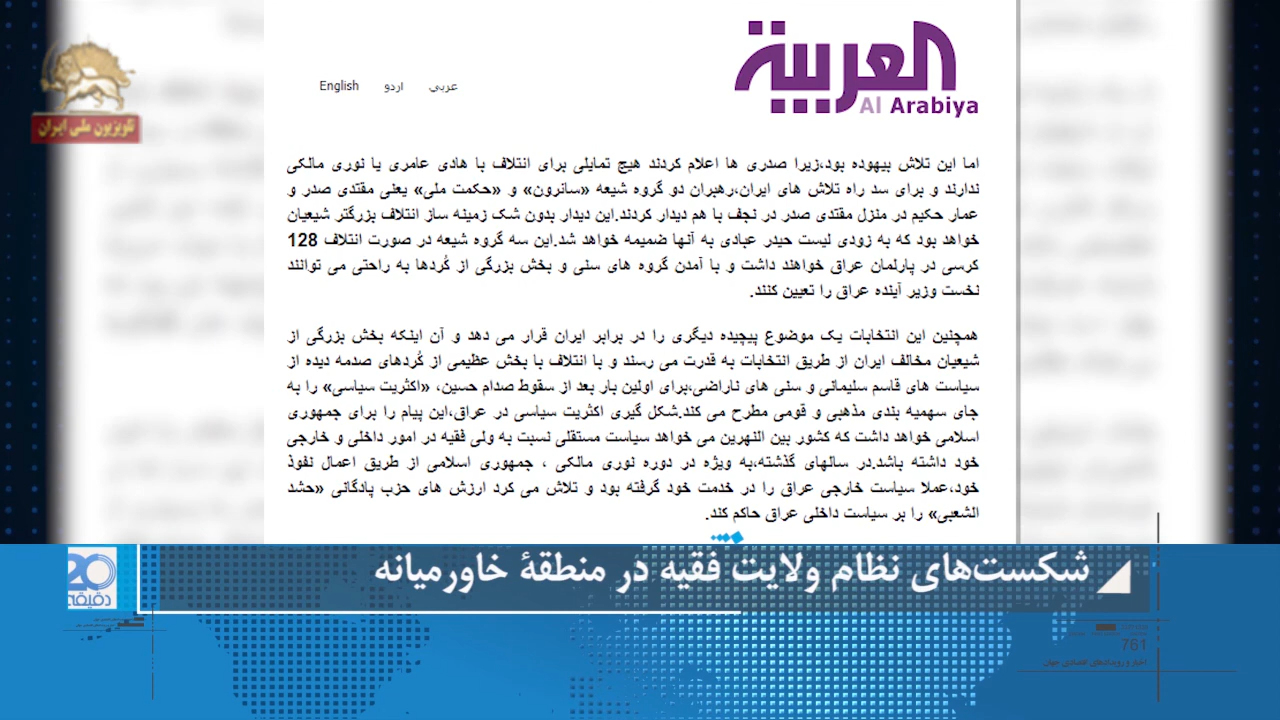 العربية
Al Arabiya
عربي اردو English
تلویزیون ملی ایران
اما این تلاش بیهوده بود،زیرا صدری ها اعلام کردند هیچ تمایلی برای ائتلاف با هادی عامری یا نوری مالکی
ندارند و برای سد راه تلاش های ایران،رهبران دو گروه شیعه «سانرون» و «حکمت ملی» یعنی مقتدی صدر و
عمار حکیم در منزل مقتدی صدر در نجف با هم دیدار کردند.این دیدار بدون شک زمینه ساز ائتلاف بزرگتر شیعیان
خواهد بود که به زودی لیست حیدر عبادی به آنها ضمیمه خواهد شد.این سه گروه شیعه در صورت ائتلاف 128
کرسی در پارلمان عراق خواهند داشت و با آمدن گروه های سنی و بخش بزرگی از کُردها به راحتی می توانند
نخست وزیر آینده عراق را تعیین کنند.
همچنین این انتخابات یک موضوع پیچیده دیگری را در برابر ایران قرار می دهد و آن اینکه بخش بزرگی از
شیعیان مخالف ایران از طریق انتخابات به قدرت می رسند و با ائتلاف با بخش عظیمی از کُردهای صدمه دیده از
سیاست های قاسم سلیمانی و سنی های ناراضی،برای اولین بار بعد از سقوط صدام حسین، «اکثریت سیاسی» را به
جای سهمیه بندی مذهبی و قومی مطرح می کند.شکل گیری اکثریت سیاسی در عراق،این پیام را برای جمهوری
اسلامی خواهد داشت که کشور بین النهرین می خواهد سیاست مستقلی نسبت به ولی فقیه در امور داخلی و خارجی
خود داشته باشد.در سالهای گذشته،به ویژه در دوره نوری مالکی ، جمهوری اسلامی از طریق اعمال نفوذ
خود،عملا سیاست خارجی عراق را در خدمت خود گرفته بود و تلاش می کرد ارزش های حزب پادگانی «حشد
الشعبی» را بر سیاست داخلی عراق حاکم کند.
شکست‌های نظام ولایت فقیه در منطقهٔ خاورمیانه
20
دقیقه
761
اخبار و رویدادهای اقتصادی جهان